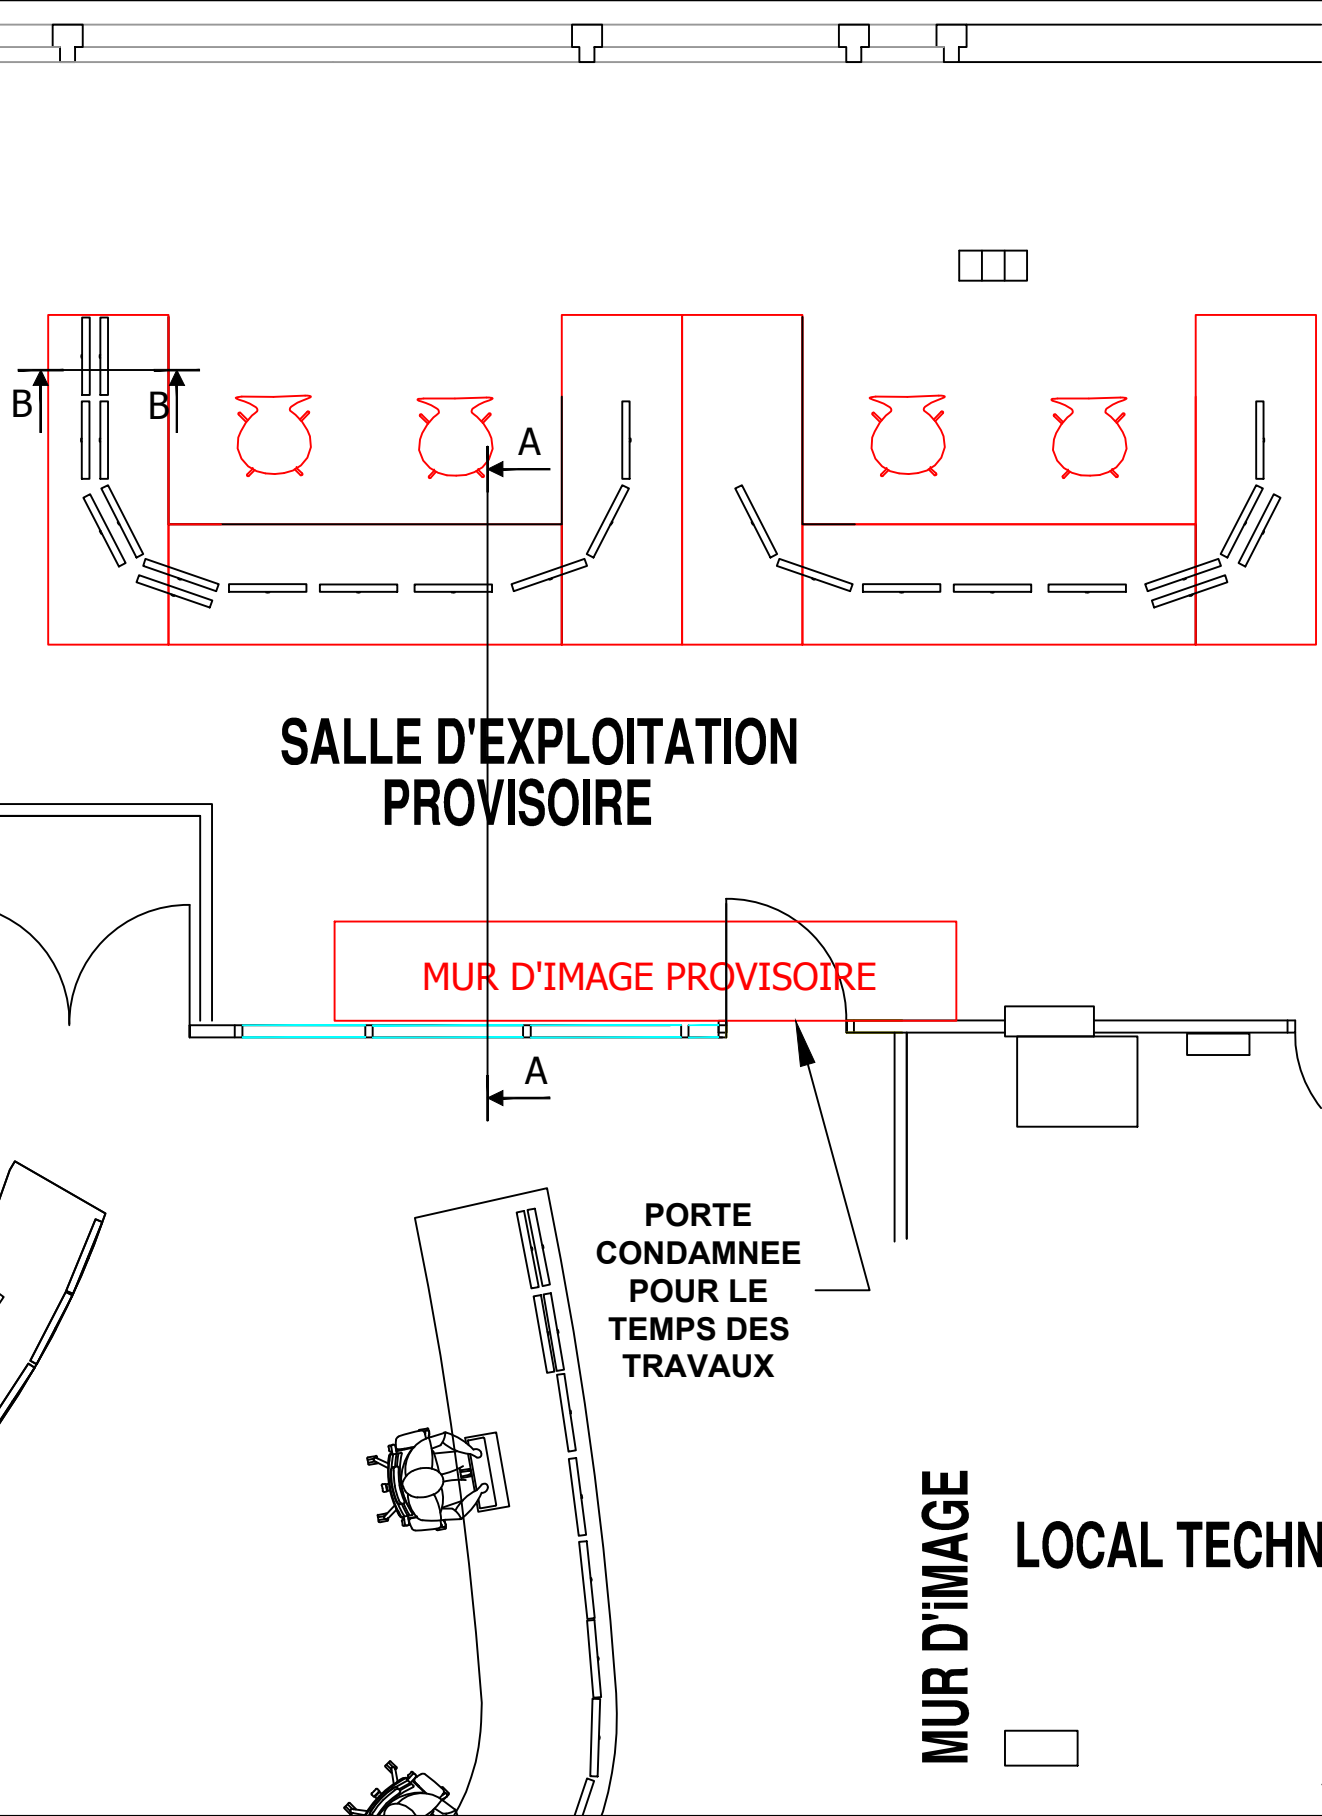 B
B
A
SALLE D'EXPLOITATION
PROVISOIRE
MUR D'IMAGE PROVISOIRE
A
PORTE
CONDAMNEE
POUR LE
TEMPS DES
TRAVAUX
MUR D'iMAGE
LOCAL TECHN